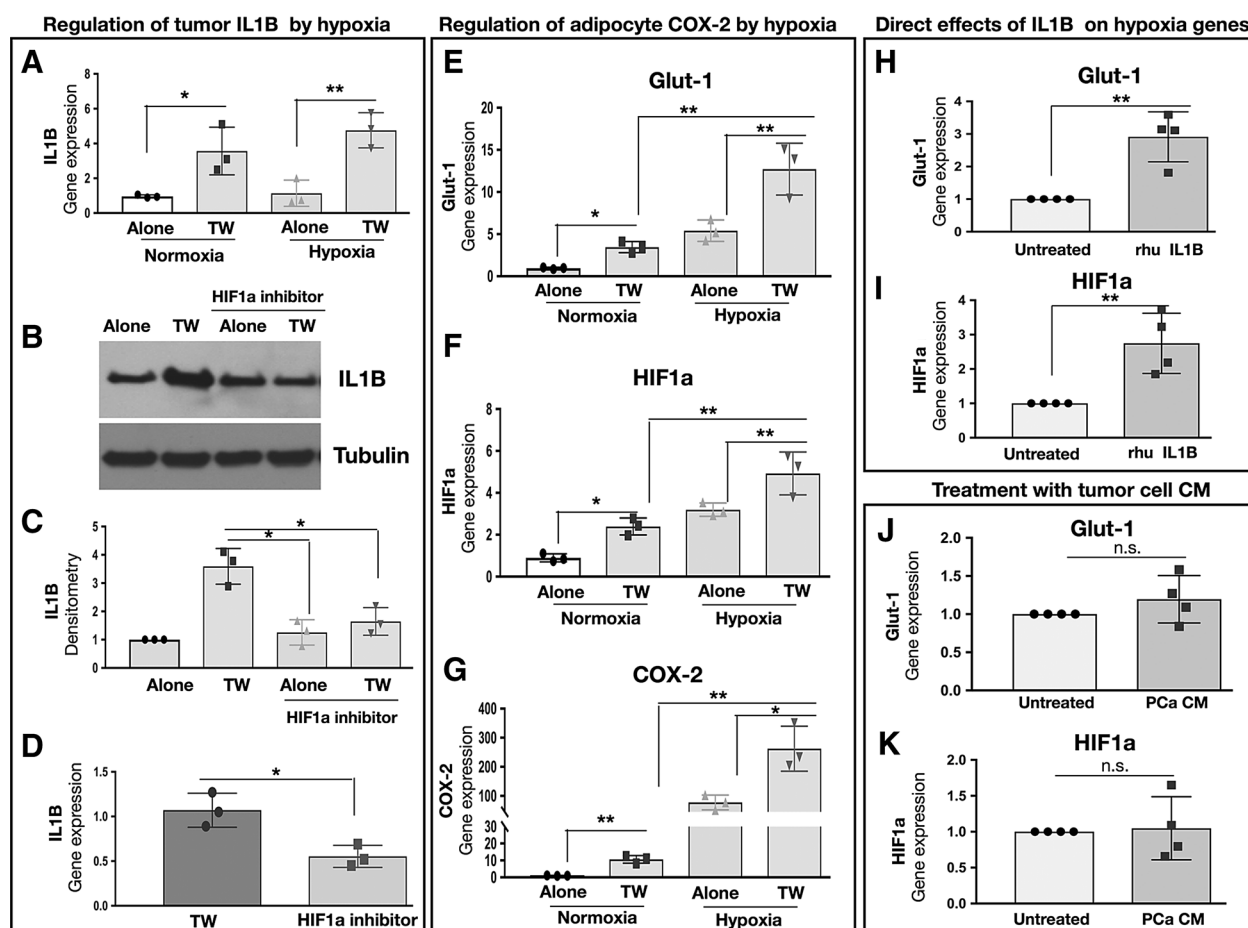 Regulation of tumor IL1B by hypoxia
A
IL1B
Gene expression
8
6
4
2
0
*
**
Alone TW Alone TW
Normoxia Hypoxia
B
HIF1a inhibitor
Alone TW Alone TW
IL1B
Tubulin
C
IL1B
Densitometry
5
4
3
2
1
0
*
*
Alone TW Alone TW
HIF1a inhibitor
D
IL1B
Gene expression
1.5
1.0
0.5
0.0
*
TW HIF1a inhibitor
Regulation of adipocyte COX-2 by hypoxia
E
Glut-1
Glut-1
Gene expression
20
15
10
5
0
*
**
**
Alone TW Alone TW
Normoxia Hypoxia
F
HIF1a
HIF1a
Gene expression
8
6
4
2
0
*
**
**
Alone TW Alone TW
Normoxia Hypoxia
G
COX-2
COX-2
Gene expression
400
300
200
100
30
20
10
0
**
**
*
Alone TW Alone TW
Normoxia Hypoxia
Direct effects of IL1B on hypoxia genes
H
Glut-1
Glut-1
Gene expression
4
3
2
1
0
**
Untreated rhu IL1B
I
HIF1a
HIF1a
Gene expression
4
3
2
1
0
**
Untreated rhu IL1B
Treatment with tumor cell CM
J
Glut-1
Glut-1
Gene expression
2.0
1.5
1.0
0.5
0.0
n.s.
Untreated PCa CM
K
HIF1a
HIF1a
Gene expression
2.0
1.5
1.0
0.5
0.0
n.s.
Untreated PCa CM